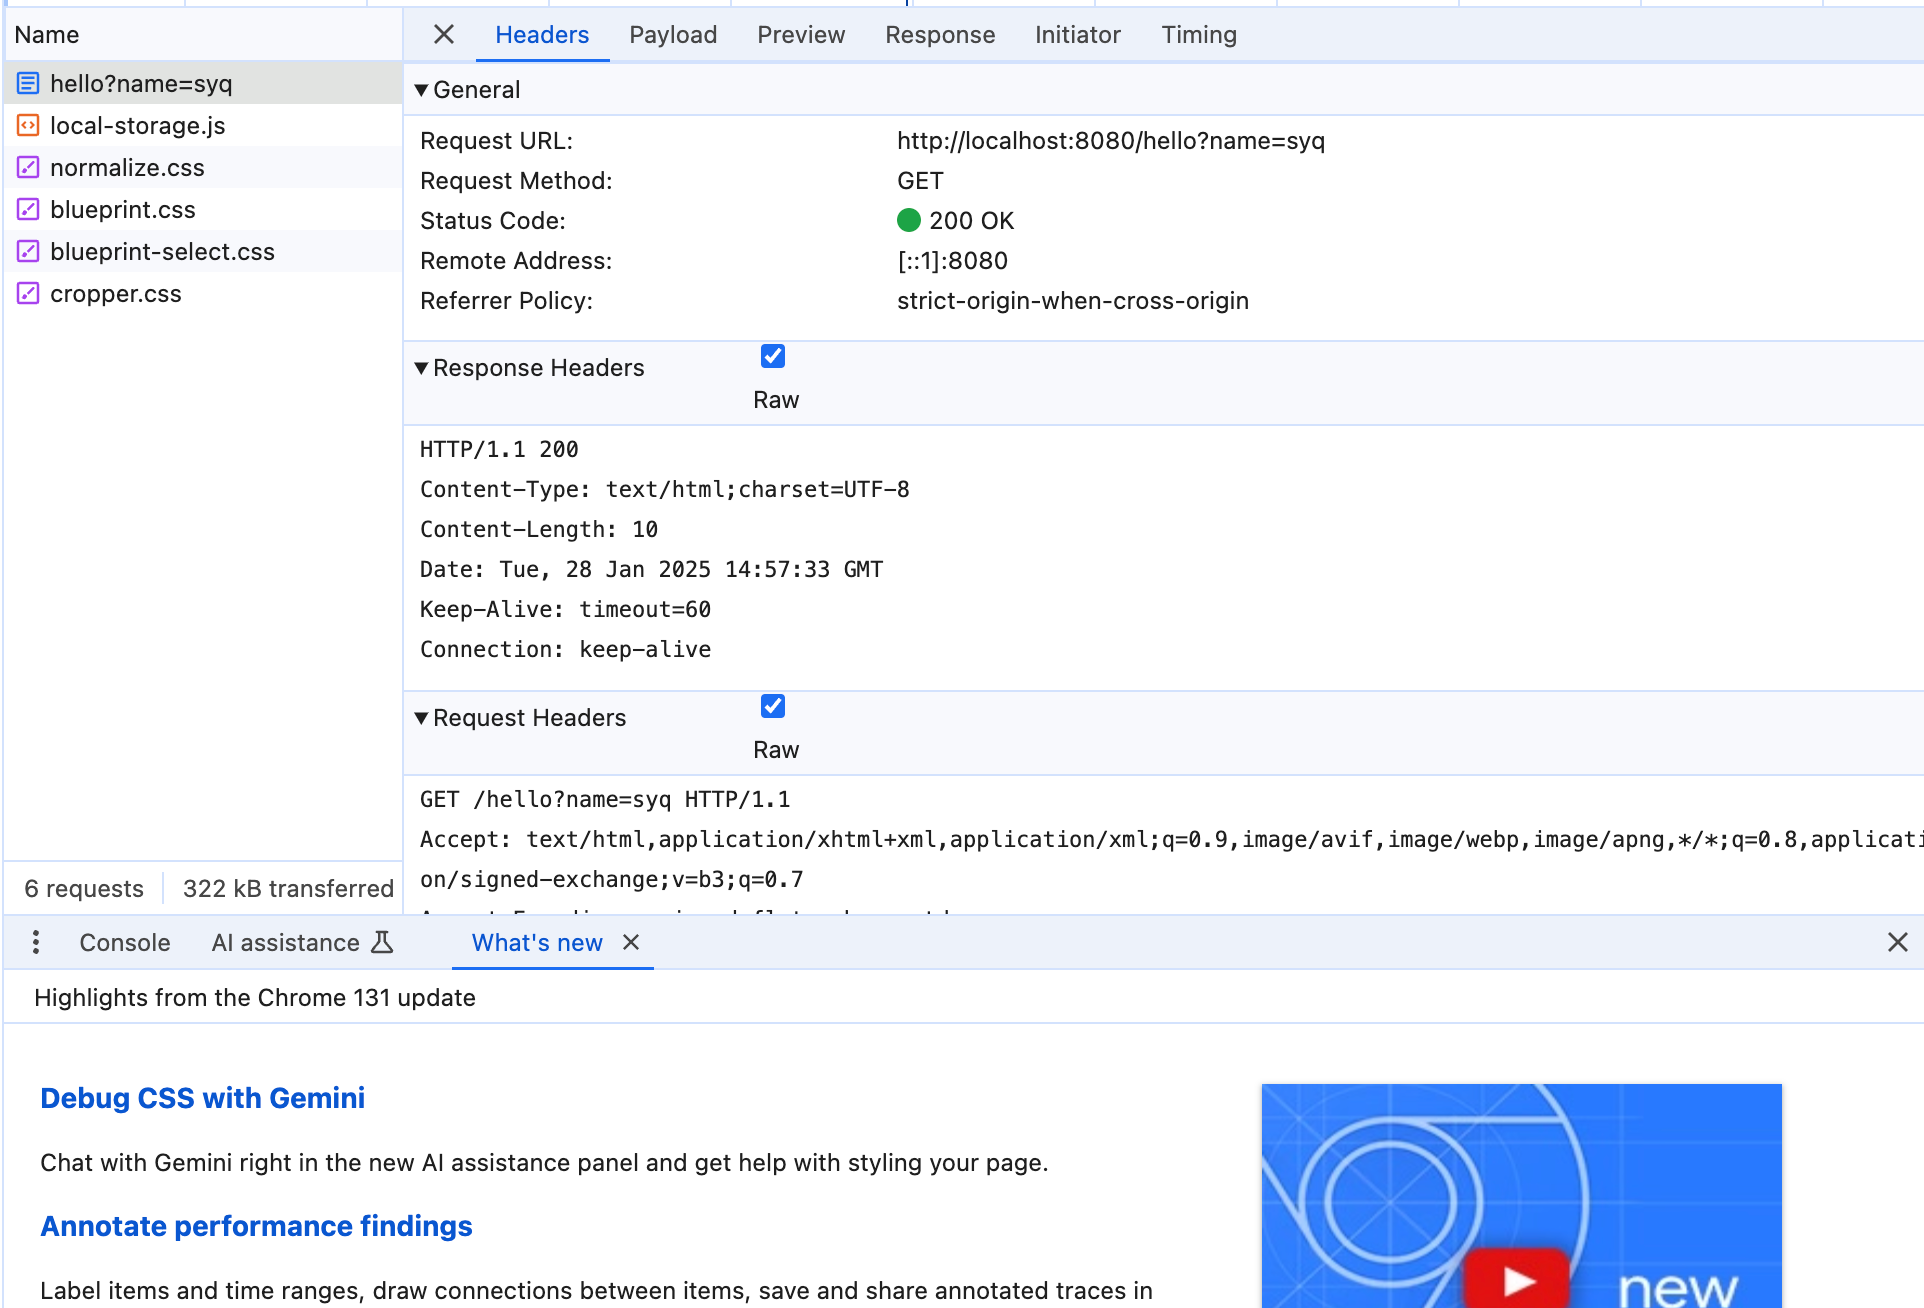 Name
Headers Payload Preview Response Initiator Timing
hello?name=syq
local-storage.js
normalize.css
blueprint.css
blueprint-select.css
cropper.css
6 requests 322 kB transferred
General
Request URL: http://localhost:8080/hello?name=syq
Request Method: GET
Status Code: 200 OK
Remote Address: [::1]:8080
Referrer Policy: strict-origin-when-cross-origin
Response Headers
Raw
HTTP/1.1 200
Content-Type: text/html;charset=UTF-8
Content-Length: 10
Date: Tue, 28 Jan 2025 14:57:33 GMT
Keep-Alive: timeout=60
Connection: keep-alive
Request Headers
Raw
GET /hello?name=syq HTTP/1.1
Accept: text/html,application/xhtml+xml,application/xml;q=0.9,image/avif,image/webp,image/apng,*/*;q=0.8,applicati
on/signed-exchange;v=b3;q=0.7
Console AI assistance What's new
Highlights from the Chrome 131 update
Debug CSS with Gemini
Chat with Gemini right in the new AI assistance panel and get help with styling your page.
Annotate performance findings
Label items and time ranges, draw connections between items, save and share annotated traces in
new